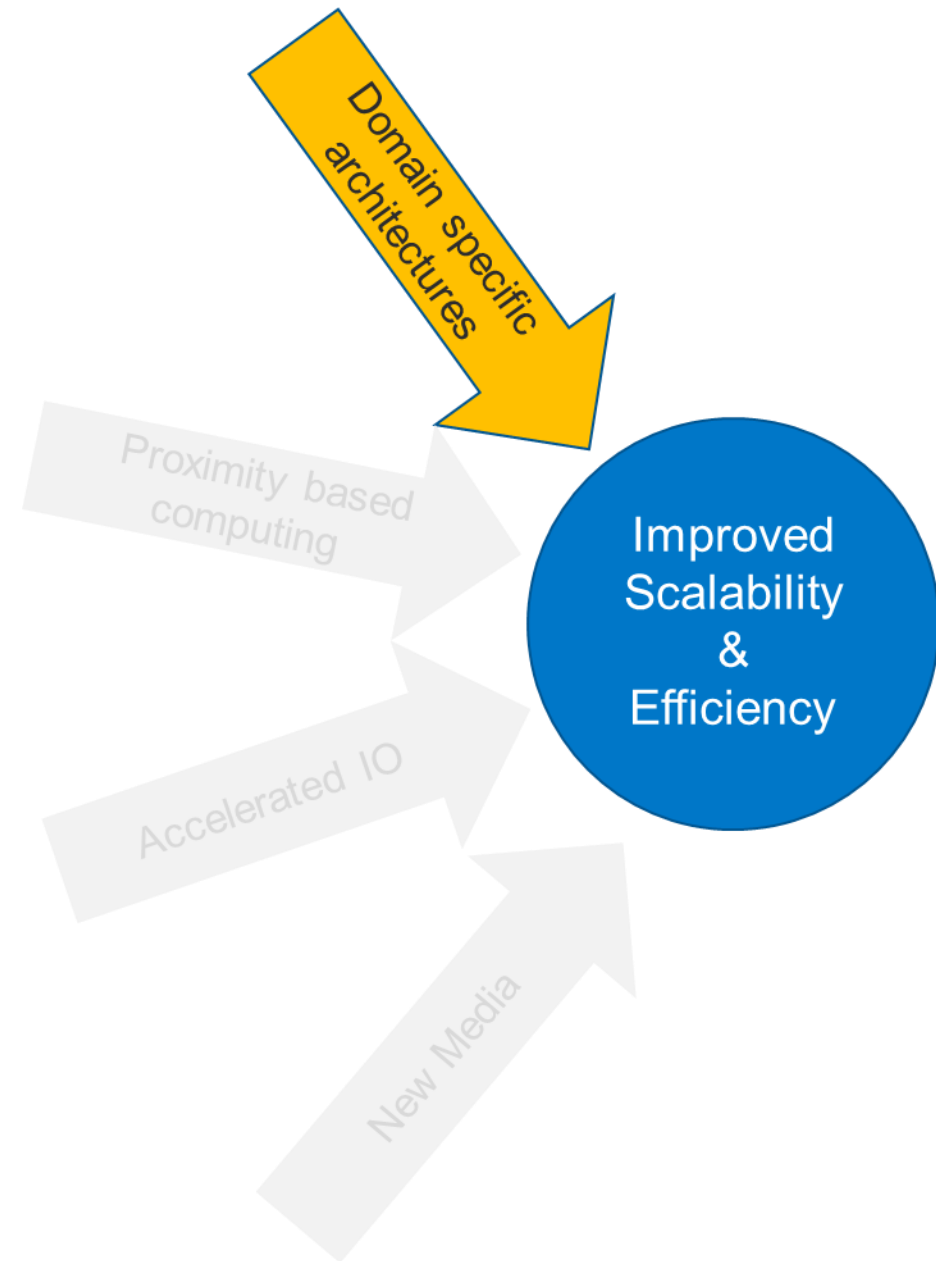 Domain specific
architectures
Proximity based
computing
Accelerated IO
New Media
Improved
Scalability
&
Efficiency